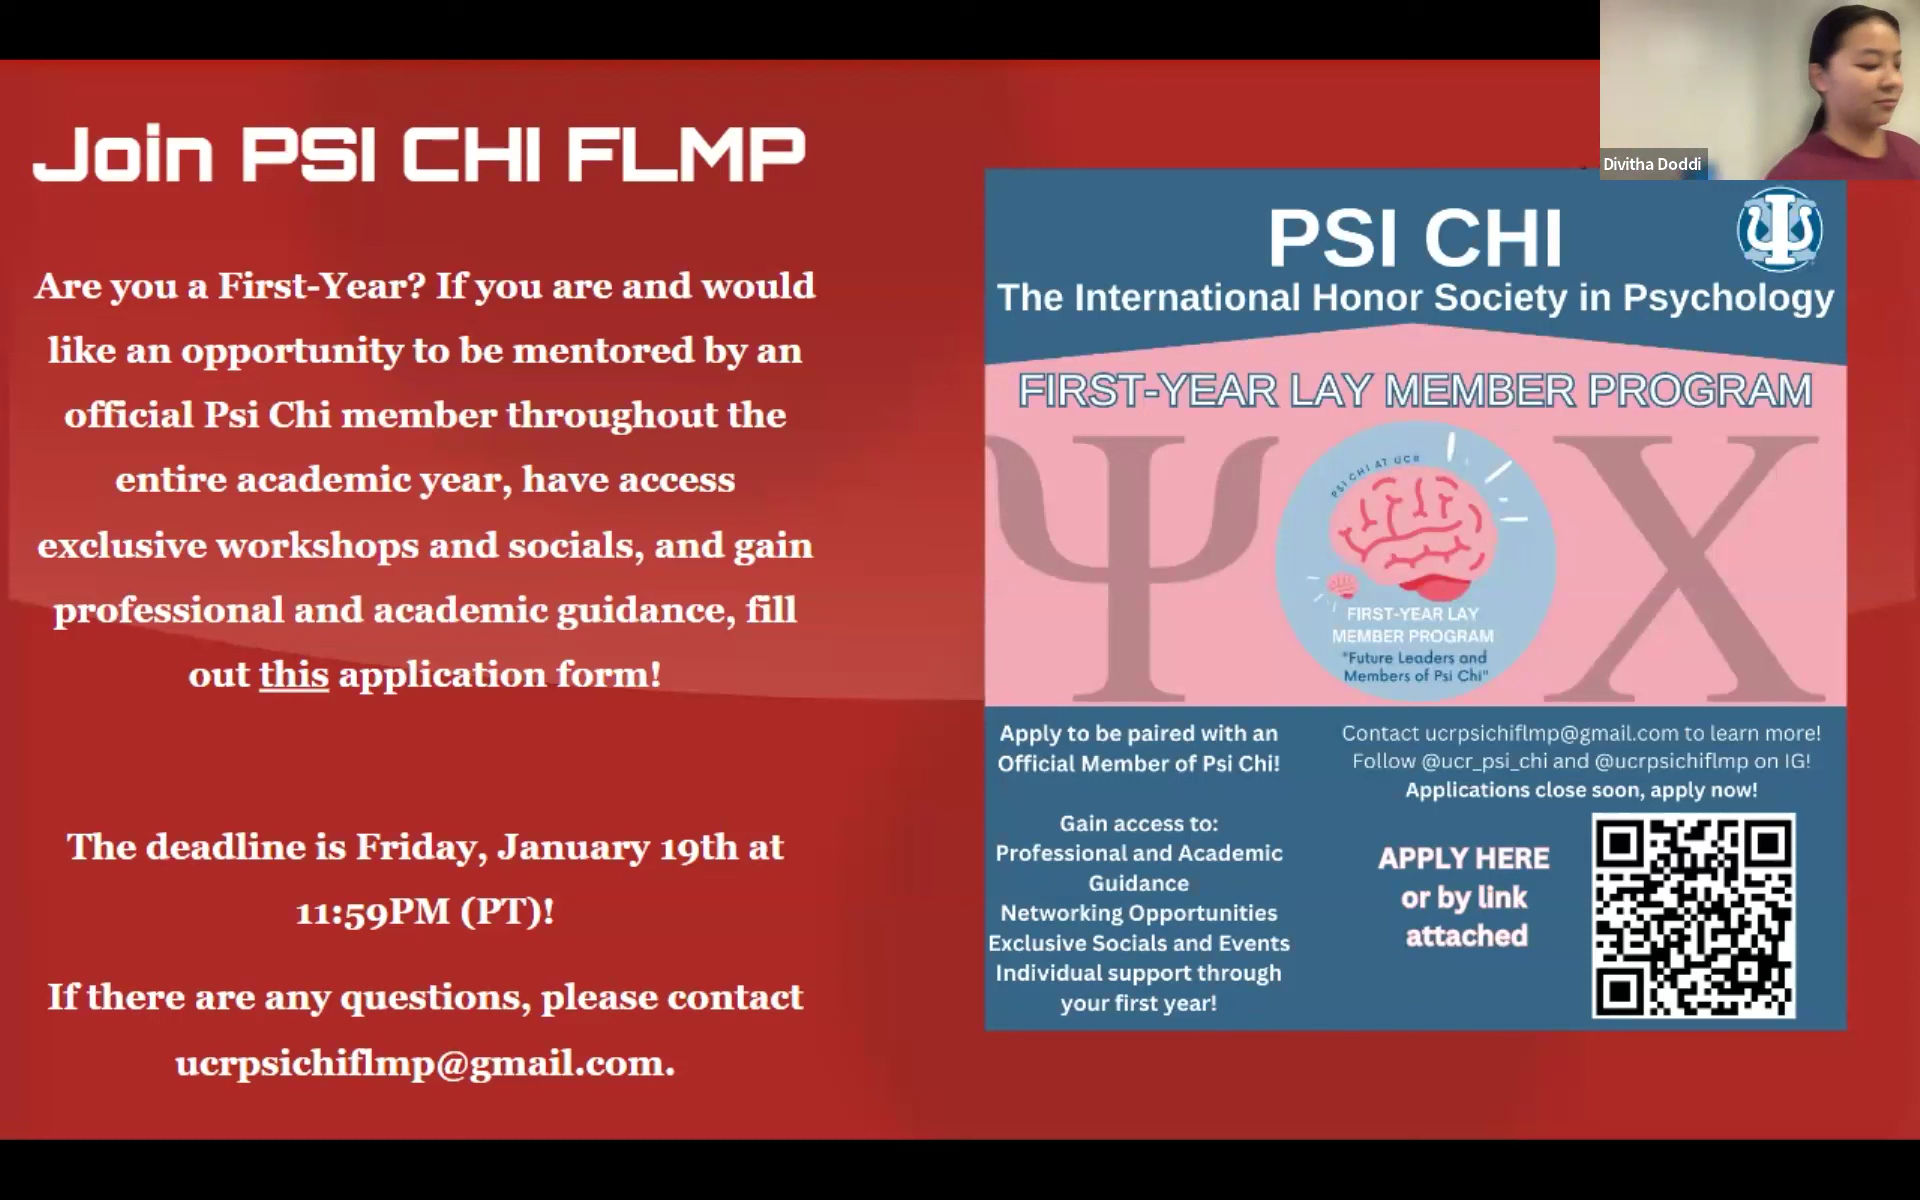 Join PSI CHI FLMP
Are you a First-Year? If you are and would
like an opportunity to be mentored by an
official Psi Chi member throughout the
entire academic year, have access
exclusive workshops and socials, and gain
professional and academic guidance, fill
out this application form!
The deadline is Friday, January 19th at
11:59PM (PT)!
If there are any questions, please contact
ucrpsichiflmp@gmail.com.
Divitha Doddi
PSI CHI
The International Honor Society in Psychology
FIRST-YEAR LAY MEMBER PROGRAM
Ψ Χ
PSI CHI AT UCR
FIRST-YEAR LAY
MEMBER PROGRAM
"Future Leaders and
Members of Psi Chi"
Apply to be paired with an
Official Member of Psi Chi!
Gain access to:
Professional and Academic
Guidance
Networking Opportunities
Exclusive Socials and Events
Individual support through
your first year!
Contact ucrpsichiflmp@gmail.com to learn more!
Follow @ucr_psi_chi and @ucrpsichiflmp on IG!
Applications close soon, apply now!
APPLY HERE
or by link
attached